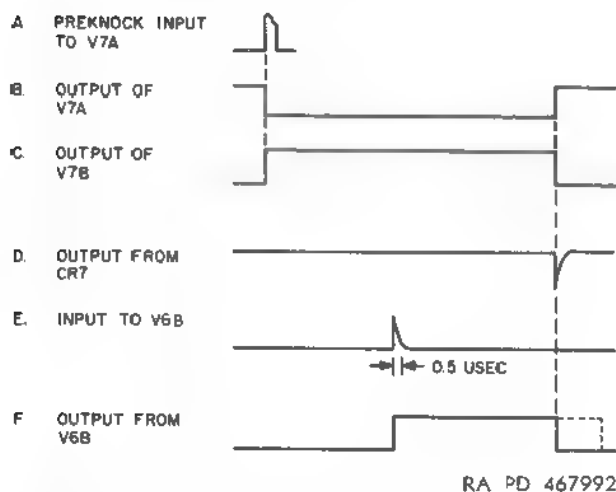 A. PREKNOCK INPUT
TO V7A
B. OUTPUT OF
V7A
C. OUTPUT OF
V7B
D. OUTPUT FROM
CR7
E. INPUT TO V6B
0.5 USEC
F OUTPUT FROM
V6B
RA PD 467992